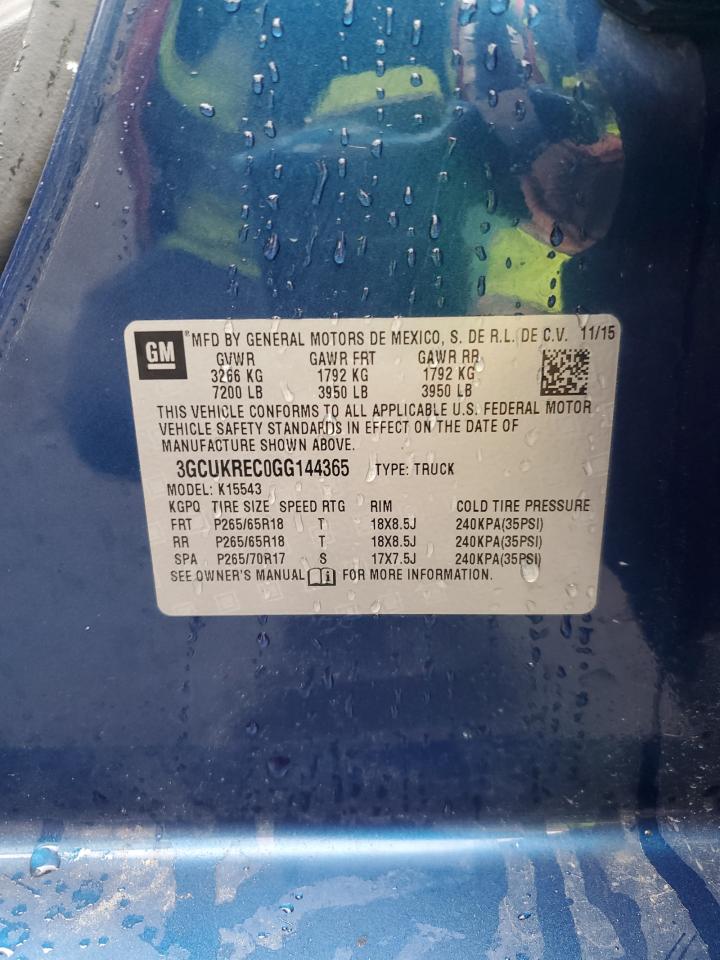 GM ® MFD BY GENERAL MOTORS DE MEXICO, S. DE R.L. DE C.V. 11/15
GVWR GAWR FRT GAWR RR
3266 KG 1792 KG 1792 KG
7200 LB 3950 LB 3950 LB
THIS VEHICLE CONFORMS TO ALL APPLICABLE U.S. FEDERAL MOTOR
VEHICLE SAFETY STANDARDS IN EFFECT ON THE DATE OF
MANUFACTURE SHOWN ABOVE.
3GCUKREC0GG144365 TYPE: TRUCK
MODEL: K15543
KGPQ TIRE SIZE SPEED RTG RIM COLD TIRE PRESSURE
FRT P265/65R18 T 18X8.5J 240KPA(35PSI)
RR P265/65R18 T 18X8.5J 240KPA(35PSI)
SPA P265/70R17 S 17X7.5J 240KPA(35PSI)
SEE OWNER'S MANUAL FOR MORE INFORMATION.